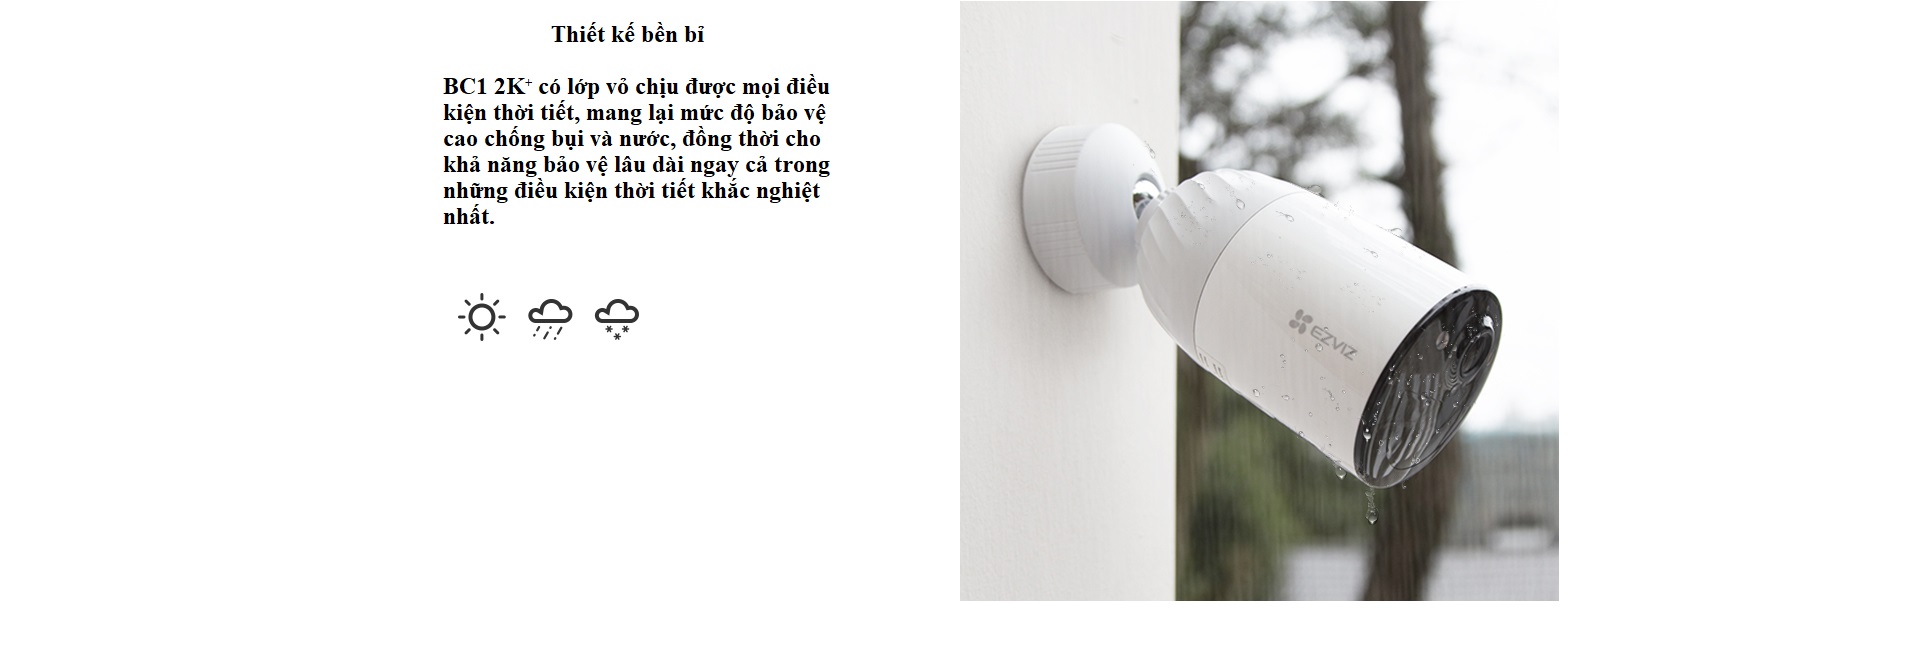 Thiết kế bền bỉ
BC1 2K+ có lớp vỏ chịu được mọi điều
kiện thời tiết, mang lại mức độ bảo vệ
cao chống bụi và nước, đồng thời cho
khả năng bảo vệ lâu dài ngay cả trong
những điều kiện thời tiết khắc nghiệt
nhất.
EZVIZ